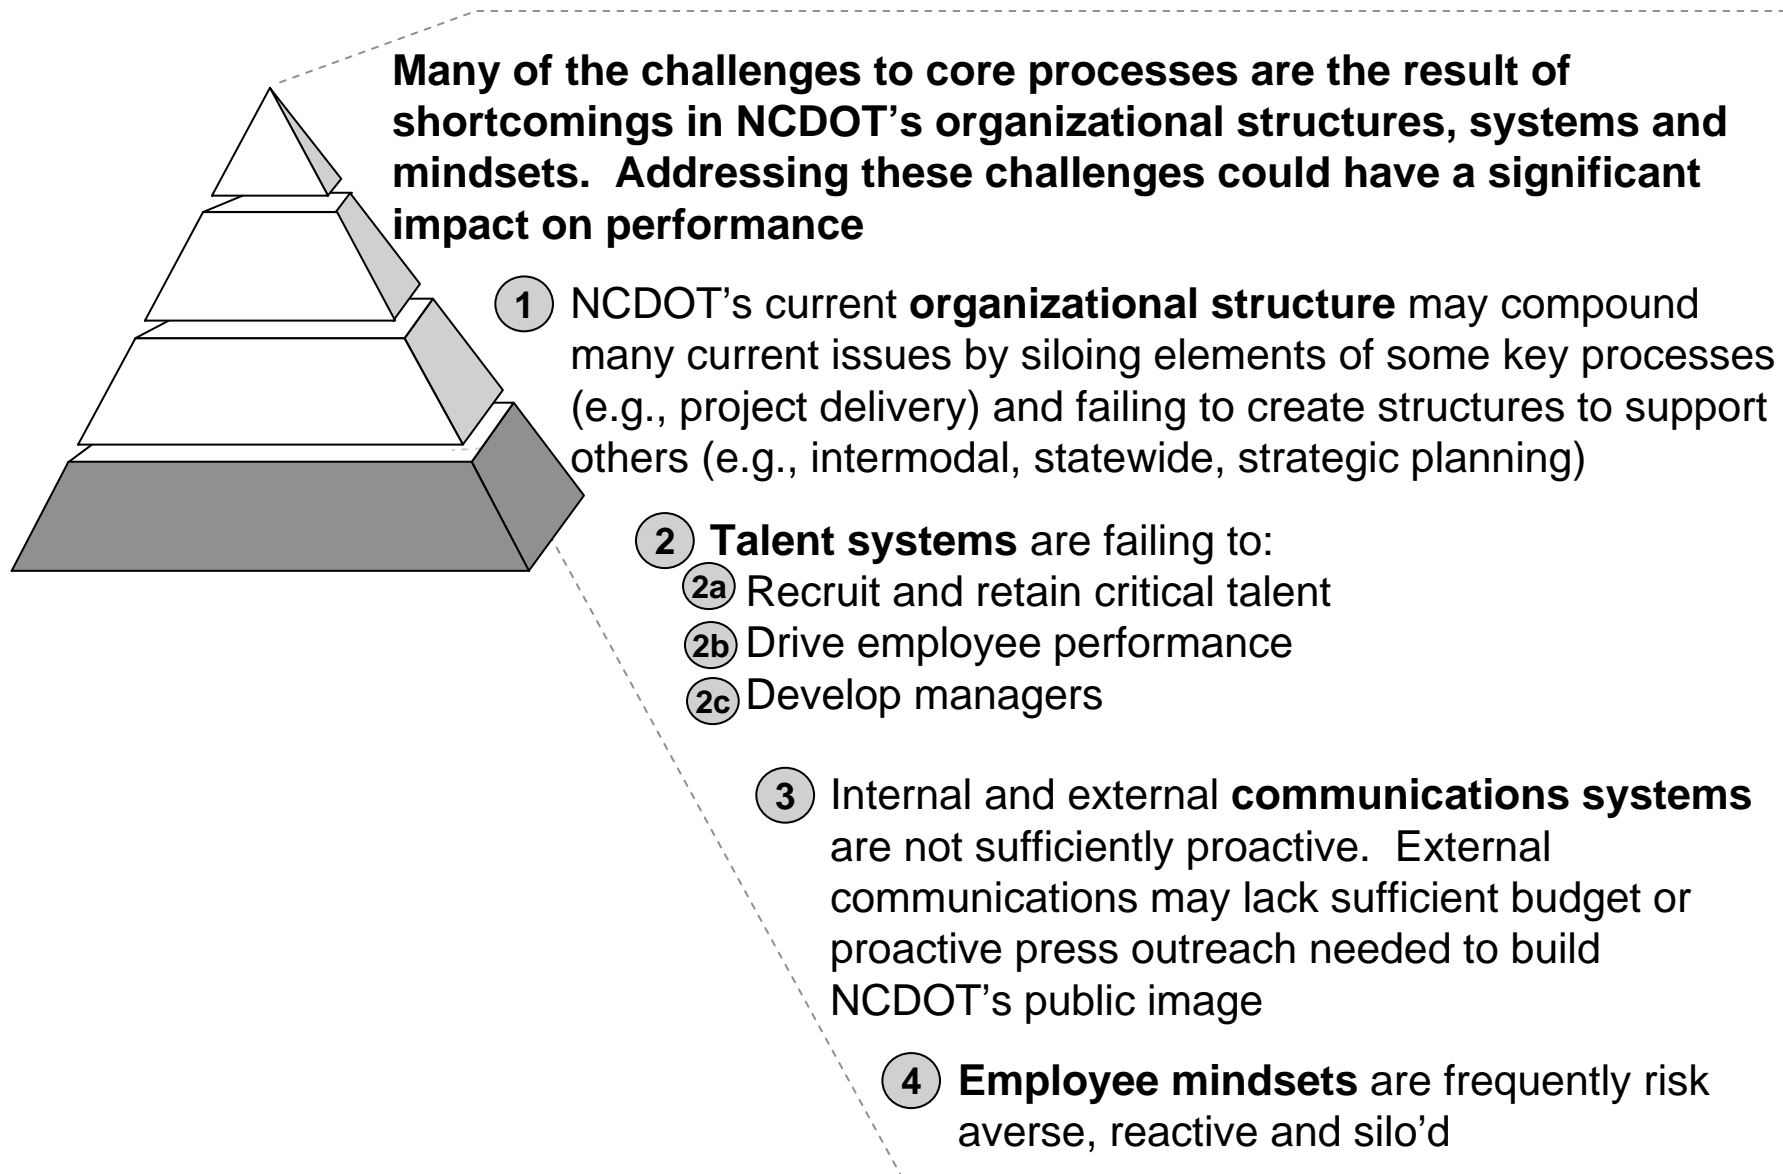 Many of the challenges to core processes are the result of
shortcomings in NCDOT’s organizational structures, systems and
mindsets.  Addressing these challenges could have a significant
impact on performance
1 NCDOT’s current organizational structure may compound
many current issues by siloing elements of some key processes
(e.g., project delivery) and failing to create structures to support
others (e.g., intermodal, statewide, strategic planning)
2 Talent systems are failing to:
2a Recruit and retain critical talent
2b Drive employee performance
2c Develop managers
3 Internal and external communications systems
are not sufficiently proactive.  External
communications may lack sufficient budget or
proactive press outreach needed to build
NCDOT’s public image
4 Employee mindsets are frequently risk
averse, reactive and silo’d